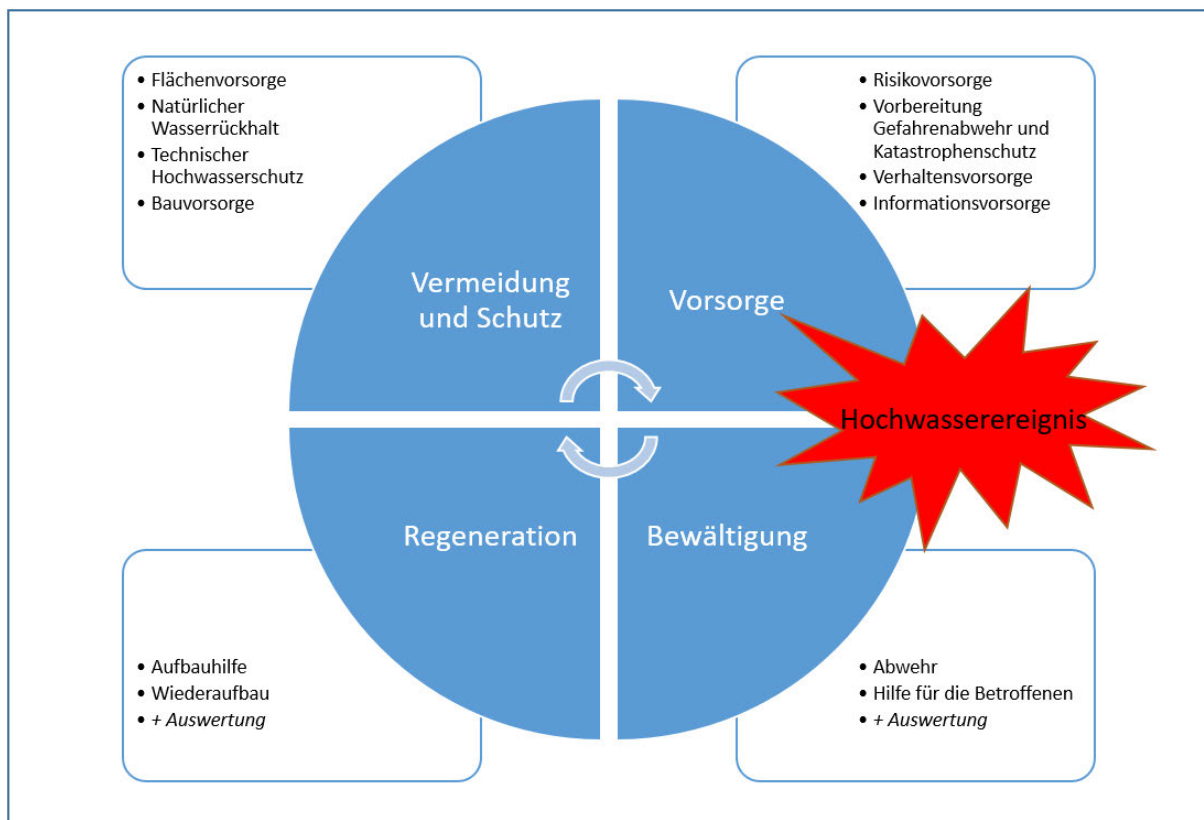 • Flächenvorsorge
• Natürlicher
Wasserrückhalt
• Technischer
Hochwasserschutz
• Bauvorsorge
• Risikovorsorge
• Vorbereitung
Gefahrenabwehr und
Katastrophenschutz
• Verhaltensvorsorge
• Informationsvorsorge
Vermeidung
und Schutz
Vorsorge
Hochwasserereignis
Regeneration
Bewältigung
• Aufbauhilfe
• Wiederaufbau
• + Auswertung
• Abwehr
• Hilfe für die Betroffenen
• + Auswertung